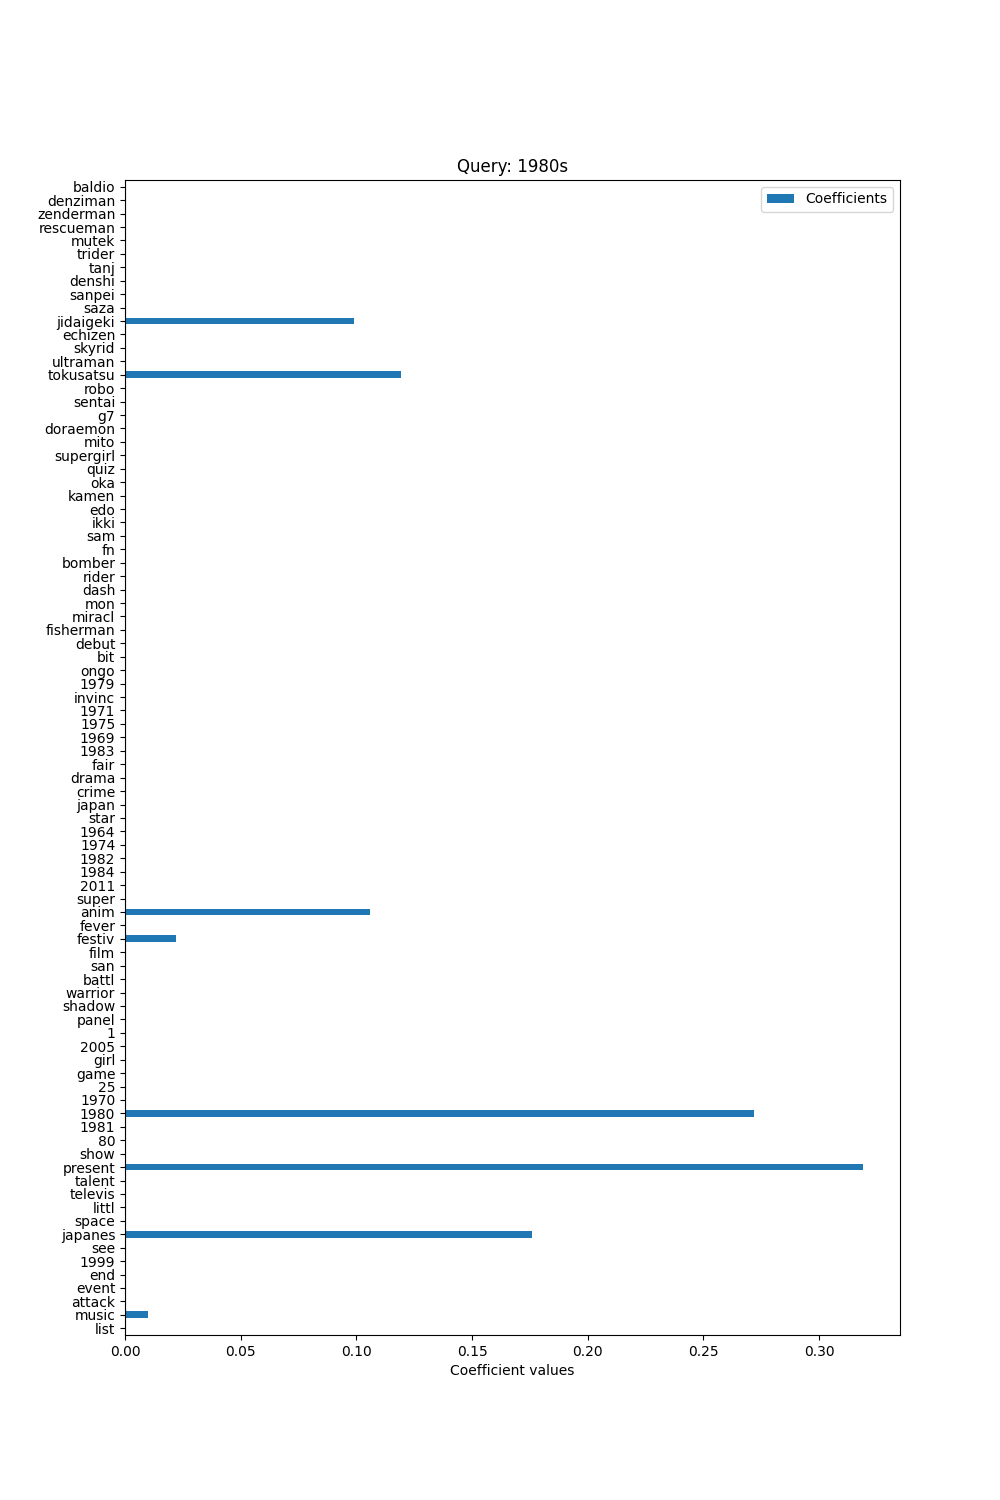 Query: 1980s
Coefficients
baldio
denziman
zenderman
rescueman
mutek
trider
tanj
denshi
sanpei
saza
jidaigeki
echizen
skyrid
ultraman
tokusatsu
robo
sentai
g7
doraemon
mito
supergirl
quiz
oka
kamen
edo
ikki
sam
fn
bomber
rider
dash
mon
miracl
fisherman
debut
bit
ongo
1979
invinc
1971
1975
1969
1983
fair
drama
crime
japan
star
1964
1974
1982
1984
2011
super
anim
fever
festiv
film
san
battl
warrior
shadow
panel
1
2005
girl
game
25
1970
1980
1981
80
show
present
talent
televis
littl
space
japanes
see
1999
end
event
attack
music
list
0.00 0.05 0.10 0.15 0.20 0.25 0.30
Coefficient values